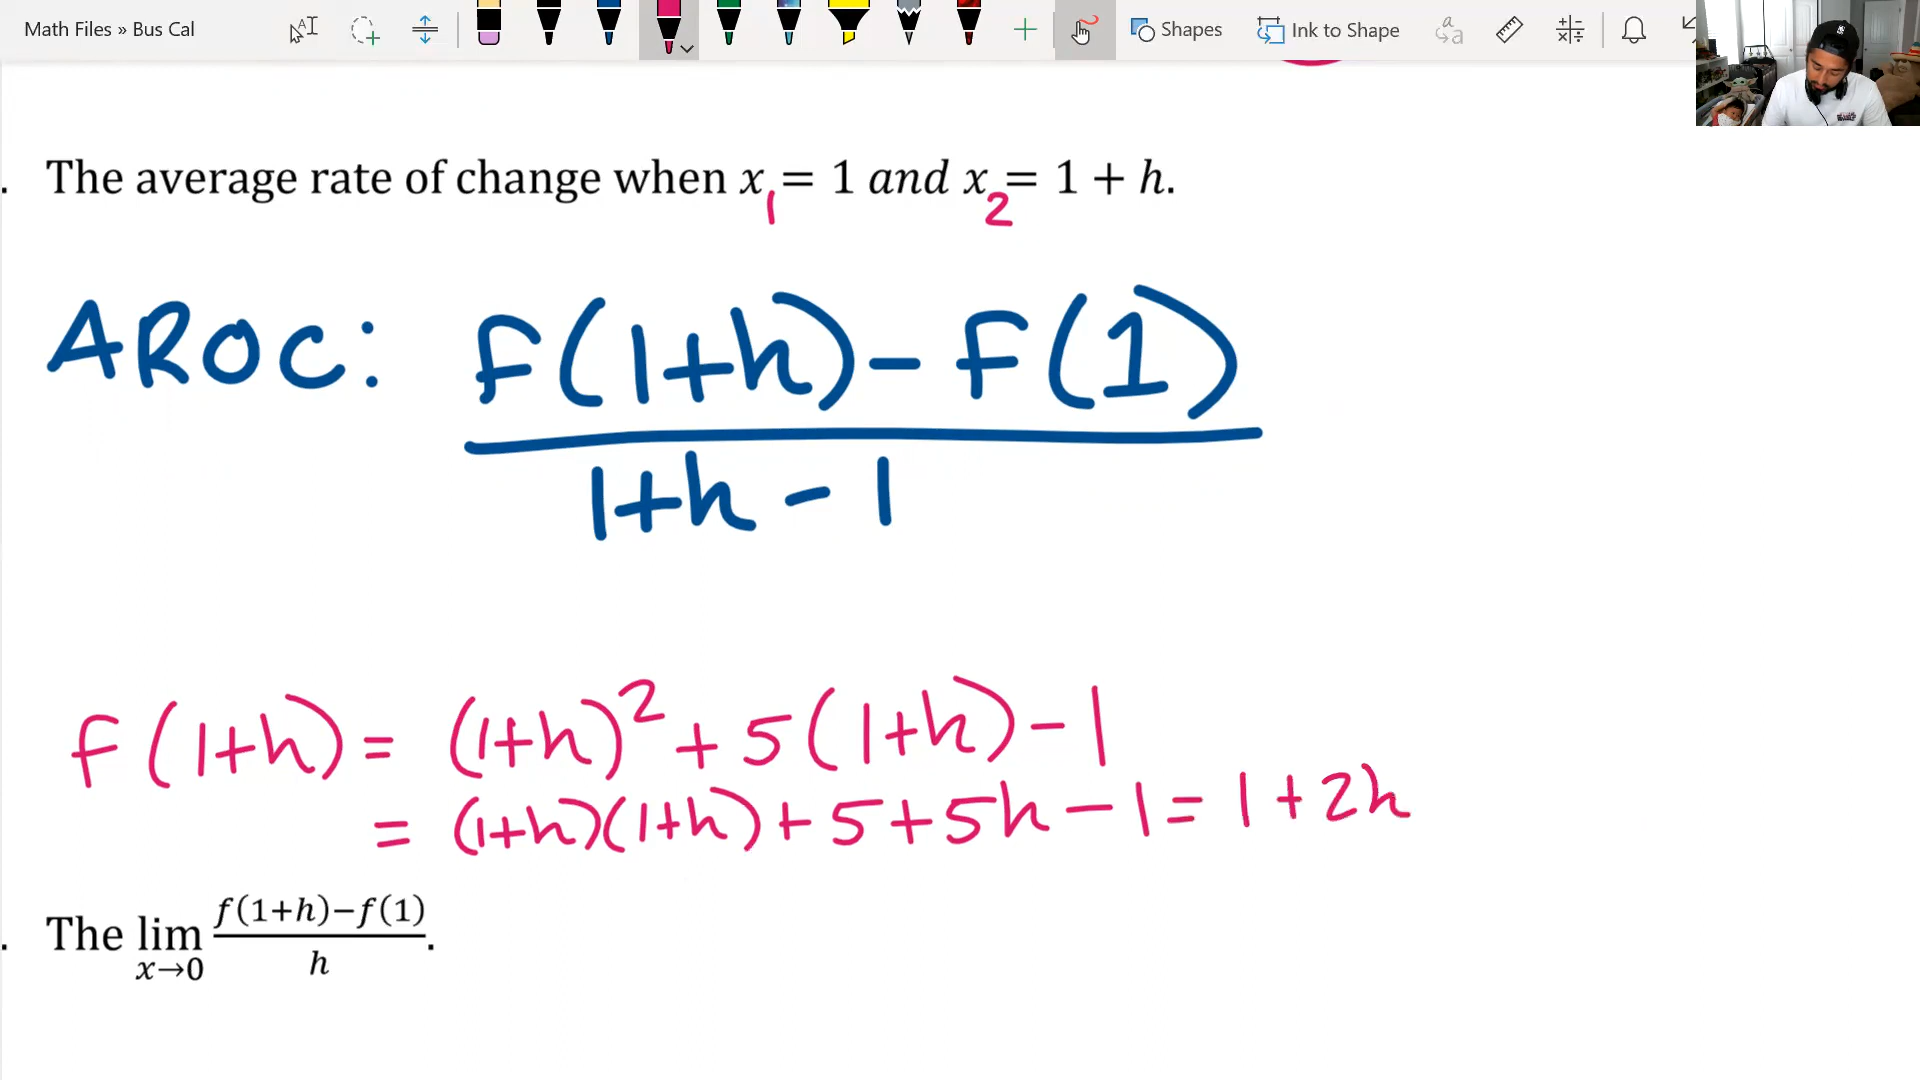 Math Files » Bus Cal
Shapes
Ink to Shape
. The average rate of change when x₁ = 1 and x₂ = 1 + h.
AROC: F(1+h) – F(1)
1+h – 1
F(1+h) = (1+h)² + 5(1+h) – 1
= (1+h)(1+h) + 5 + 5h – 1 = 1 + 2h
. The lim x→0 f(1+h)−f(1) / h .